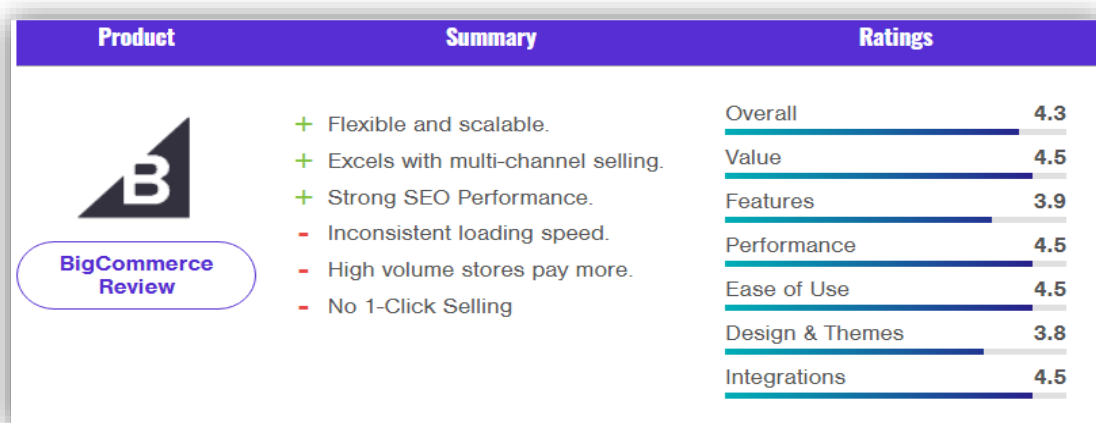 Product Summary Ratings
B
BigCommerce
Review
+ Flexible and scalable.
+ Excels with multi-channel selling.
+ Strong SEO Performance.
- Inconsistent loading speed.
- High volume stores pay more.
- No 1-Click Selling
Overall 4.3
Value 4.5
Features 3.9
Performance 4.5
Ease of Use 4.5
Design & Themes 3.8
Integrations 4.5